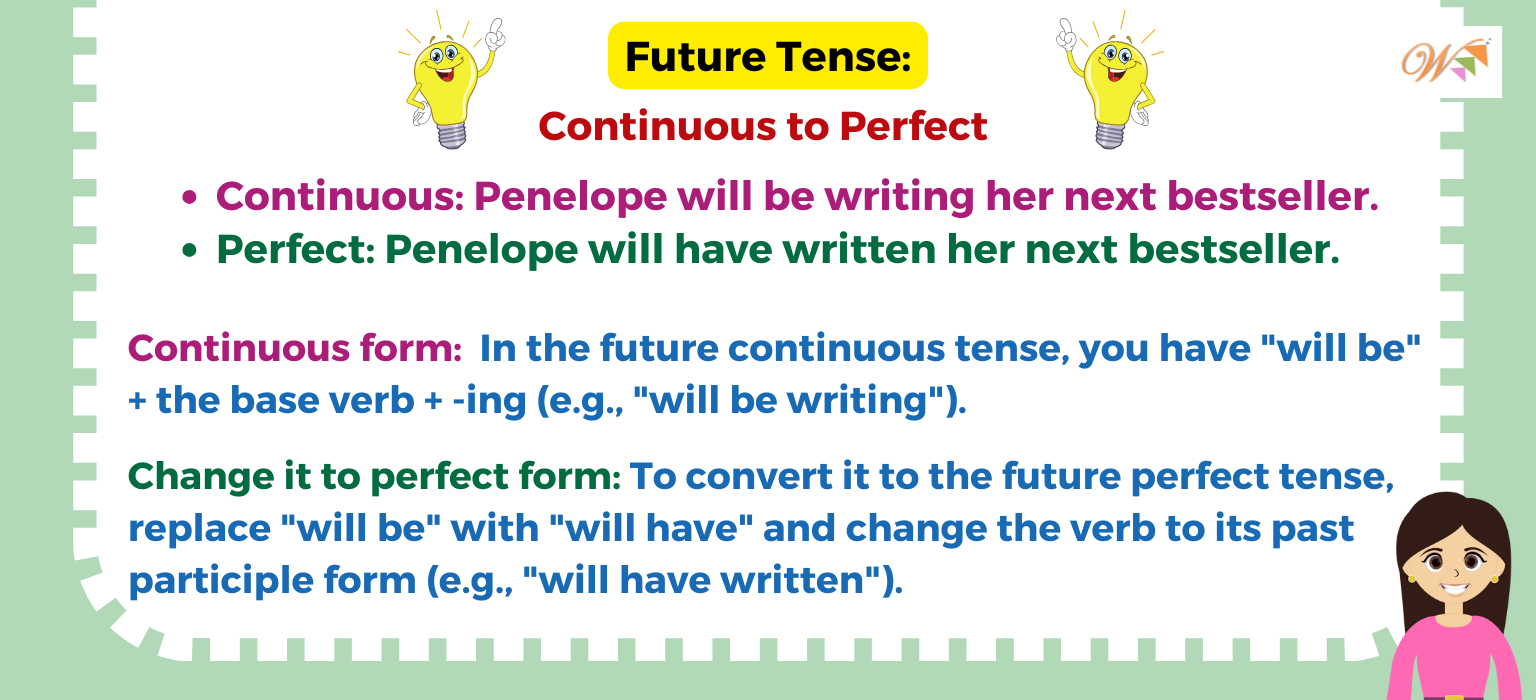 Future Tense:
Continuous to Perfect
W
• Continuous: Penelope will be writing her next bestseller.
• Perfect: Penelope will have written her next bestseller.
Continuous form: In the future continuous tense, you have "will be"
+ the base verb + -ing (e.g., "will be writing").
Change it to perfect form: To convert it to the future perfect tense,
replace "will be" with "will have" and change the verb to its past
participle form (e.g., "will have written").